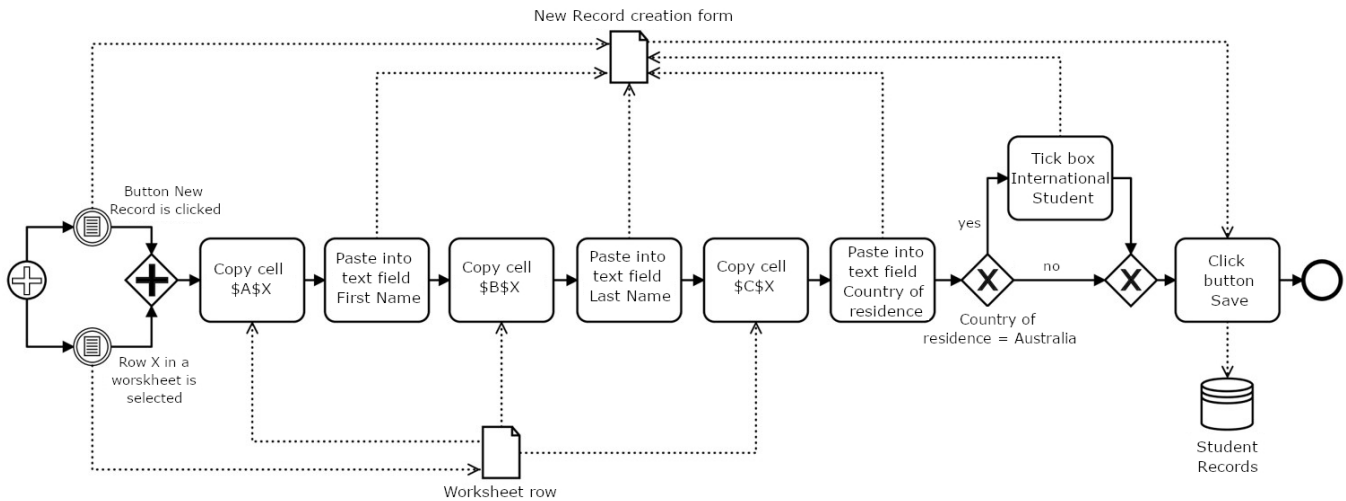 New Record creation form
Button New
Record is clicked
Row X in a
worskheet is
selected
Copy cell
$A$X
Paste into
text field
First Name
Copy cell
$B$X
Paste into
text field
Last Name
Copy cell
$C$X
Paste into
text field
Country of
residence
X
Country of
residence = Australia
yes
no
Tick box
International
Student
X
Click
button
Save
Student
Records
Worksheet row